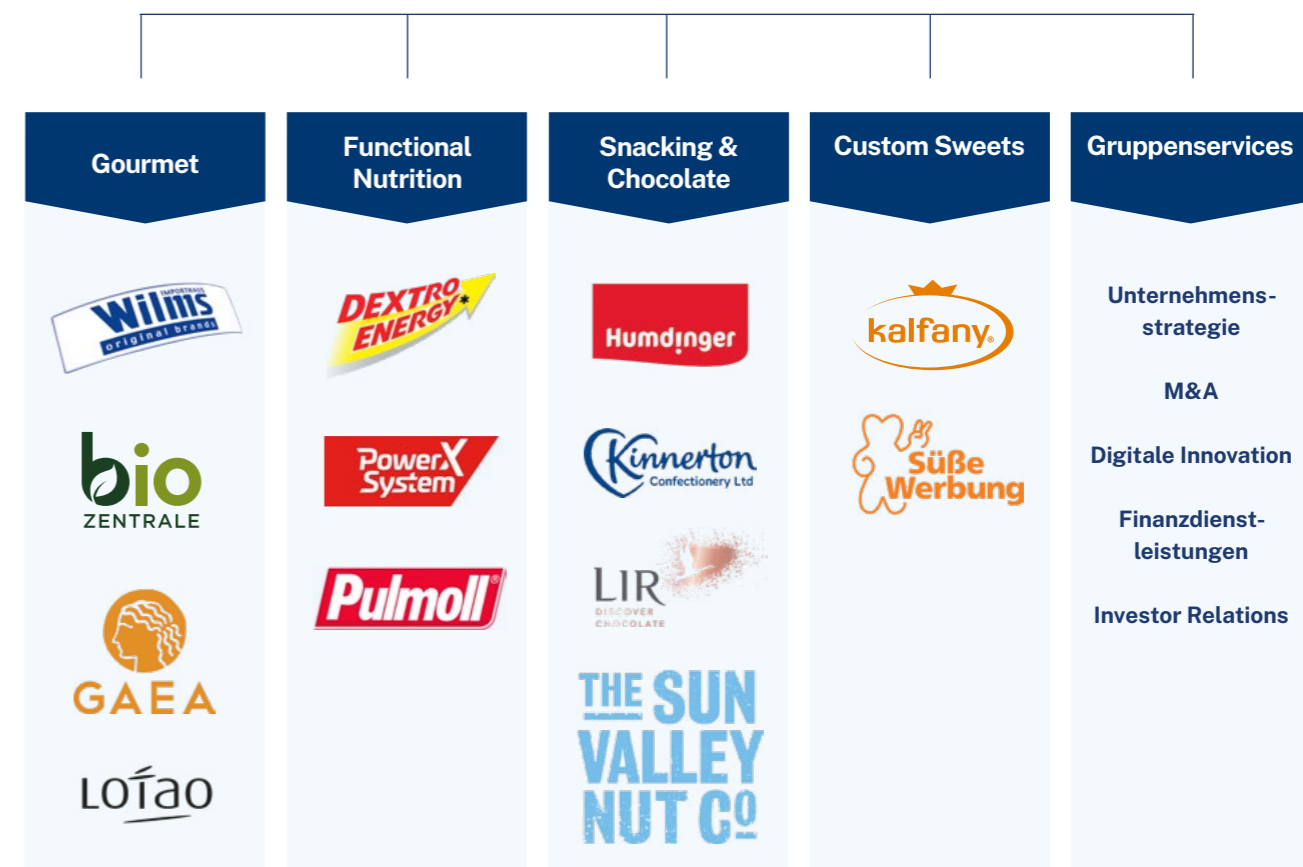 Gourmet
IMPORTHAUS
Wilms
original brands
bio
ZENTRALE
GAEA
LOTAO
Functional
Nutrition
DEXTRO
ENERGY*
Power X
System
Pulmoll®
Snacking &
Chocolate
Humdinger
Kinnerton
Confectionery Ltd
LIR
DISCOVER
CHOCOLATE
THE SUN
VALLEY
NUT Co
Custom Sweets
kalfany®
Süße
Werbung
Gruppenservices
Unternehmens-
strategie
M&A
Digitale Innovation
Finanzdienst-
leistungen
Investor Relations